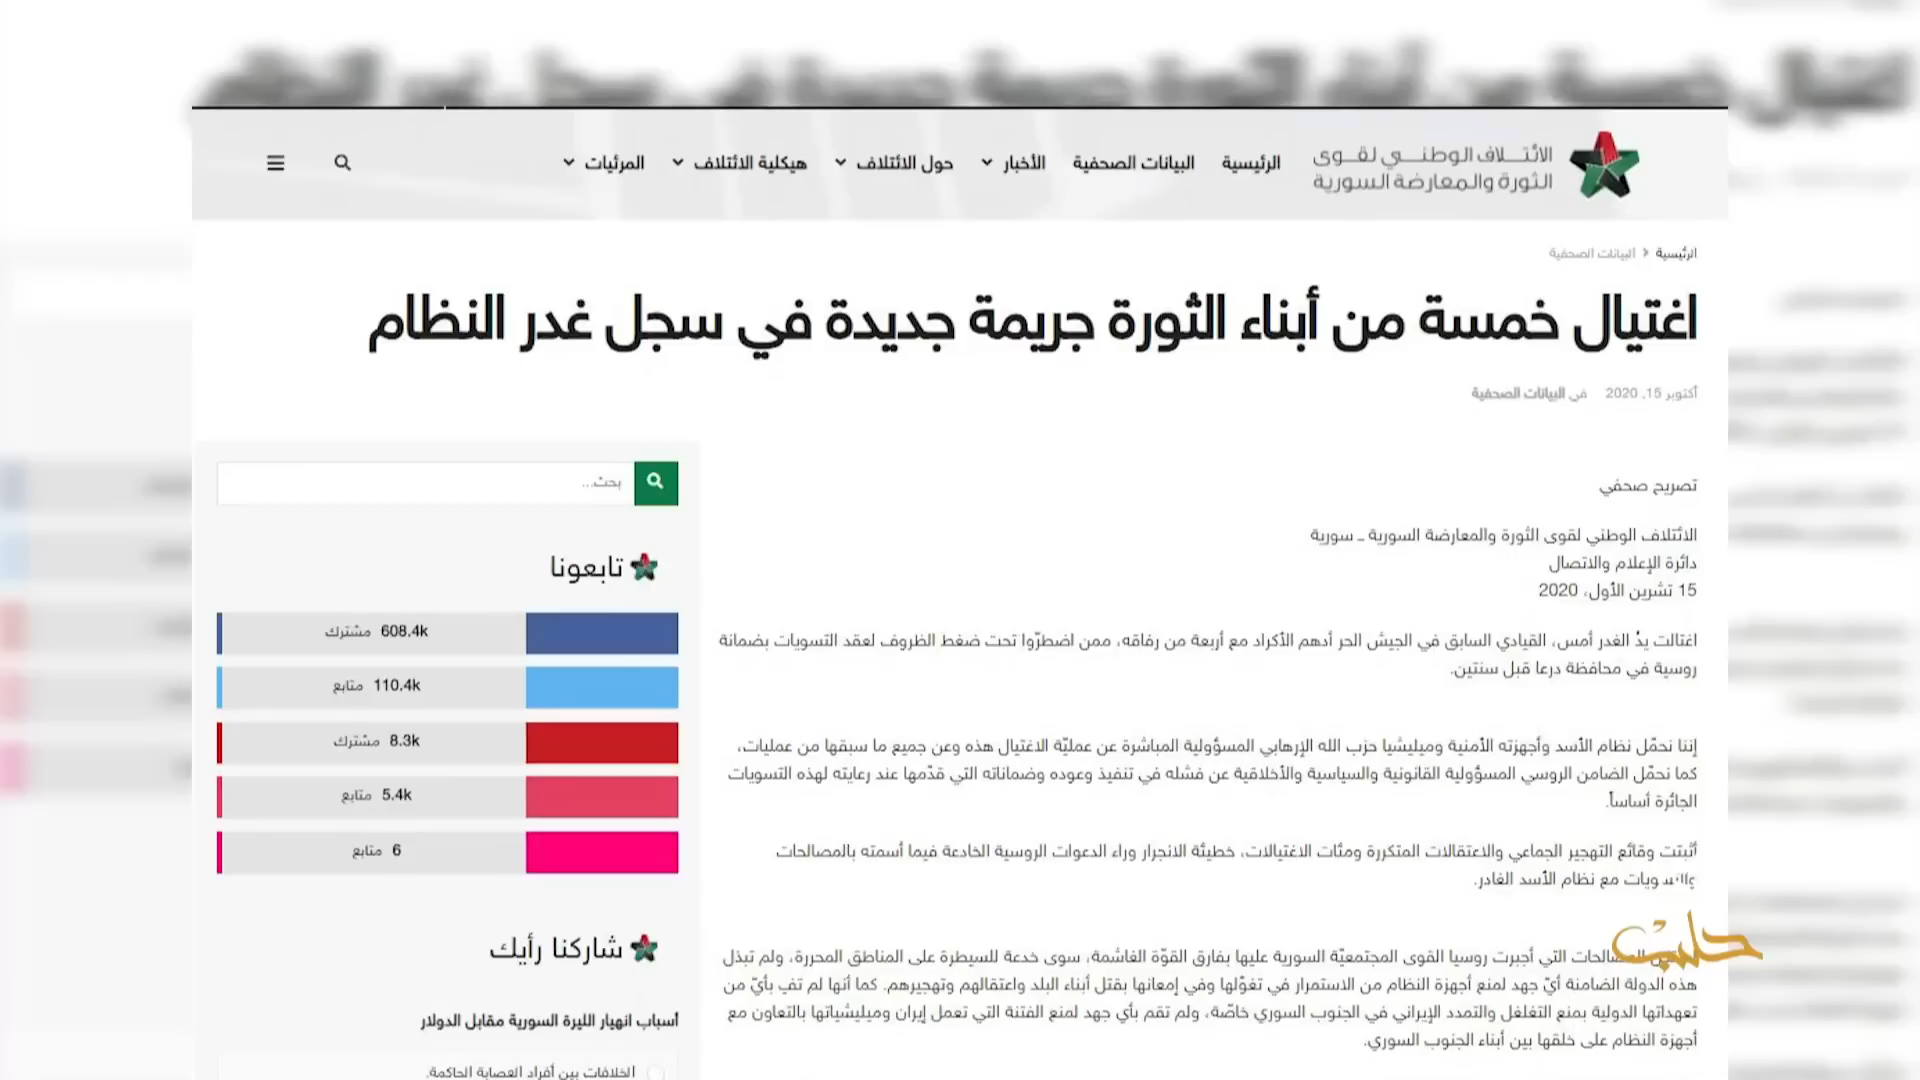 الائتلاف الوطني لقوى
الثورة والمعارضة السورية
الرئيسية البيانات الصحفية الأخبار حول الائتلاف هيكلية الائتلاف المرئيات
الرئيسية البيانات الصحفية
اغتيال خمسة من أبناء الثورة جريمة جديدة في سجل غدر النظام
أكتوبر 15, 2020 في البيانات الصحفية
تصريح صحفي
الائتلاف الوطني لقوى الثورة والمعارضة السورية ــ سورية
دائرة الإعلام والاتصال
15 تشرين الأول، 2020
اغتالت يدُ الغدر أمس، القيادي السابق في الجيش الحر أدهم الأكراد مع أربعة من رفاقه، ممن اضطرّوا تحت ضغط الظروف لعقد التسويات بضمانة
روسية في محافظة درعا قبل سنتين.
إننا نحمّل نظام الأسد وأجهزته الأمنية وميليشيا حزب الله الإرهابي المسؤولية المباشرة عن عمليّة الاغتيال هذه وعن جميع ما سبقها من عمليات،
كما نحمّل الضامن الروسي المسؤولية القانونية والسياسية والأخلاقية عن فشله في تنفيذ وعوده وضماناته التي قدّمها عند رعايته لهذه التسويات
الجائرة أساساً.
أثبتت وقائع التهجير الجماعي والاعتقالات المتكررة ومئات الاغتيالات، خطيئة الانجرار وراء الدعوات الروسية الخادعة فيما أسمته بالمصالحات
والتسويات مع نظام الأسد الغادر.
المصالحات التي أجبرت روسيا القوى المجتمعيّة السورية عليها بفارق القوّة الغاشمة، سوى خدعة للسيطرة على المناطق المحررة، ولم تبذل
هذه الدولة الضامنة أيّ جهد لمنع أجهزة النظام من الاستمرار في تغوّلها وفي إمعانها بقتل أبناء البلد واعتقالهم وتهجيرهم. كما أنها لم تفِ بأيّ من
تعهداتها الدولية بمنع التغلغل والتمدد الإيراني في الجنوب السوري خاصّة، ولم تقم بأي جهد لمنع الفتنة التي تعمل إيران وميليشياتها بالتعاون مع
أجهزة النظام على خلقها بين أبناء الجنوب السوري.
بحث...
تابعونا
608.4k مشترك
110.4k متابع
8.3k مشترك
5.4k متابع
6 متابع
شاركنا رأيك
أسباب انهيار الليرة السورية مقابل الدولار
الخلافات بين أفراد العصابة الحاكمة.
حلب